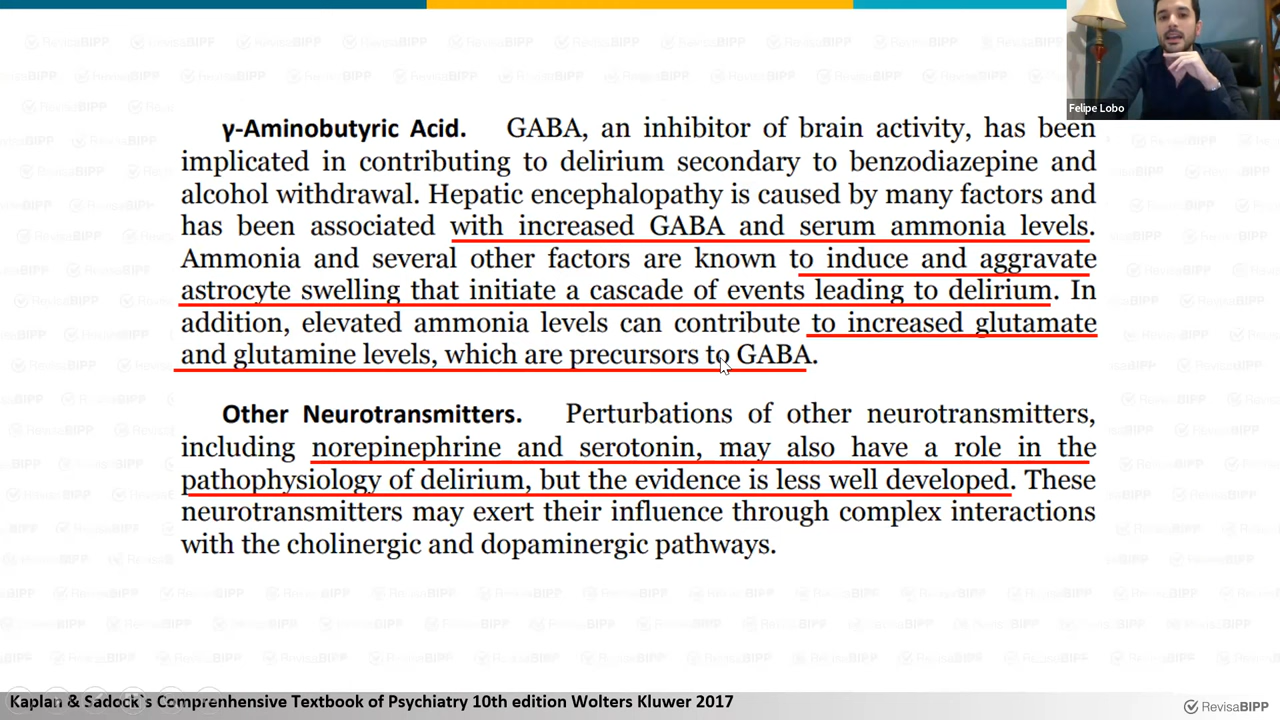 Felipe Lobo
γ-Aminobutyric Acid. GABA, an inhibitor of brain activity, has been
implicated in contributing to delirium secondary to benzodiazepine and
alcohol withdrawal. Hepatic encephalopathy is caused by many factors and
has been associated with increased GABA and serum ammonia levels.
Ammonia and several other factors are known to induce and aggravate
astrocyte swelling that initiate a cascade of events leading to delirium. In
addition, elevated ammonia levels can contribute to increased glutamate
and glutamine levels, which are precursors to GABA.
Other Neurotransmitters. Perturbations of other neurotransmitters,
including norepinephrine and serotonin, may also have a role in the
pathophysiology of delirium, but the evidence is less well developed. These
neurotransmitters may exert their influence through complex interactions
with the cholinergic and dopaminergic pathways.
Kaplan & Sadock`s Comprenhensive Textbook of Psychiatry 10th edition Wolters Kluwer 2017
RevisaBIPP